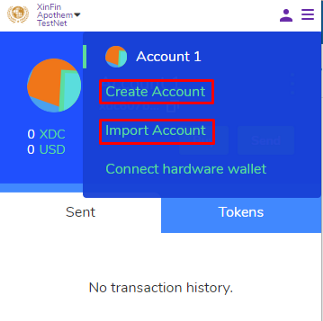 XinFin
Apothem
TestNet
Account 1
Create Account
Import Account
Connect hardware wallet
0 XDC
0 USD
Sent
Tokens
No transaction history.